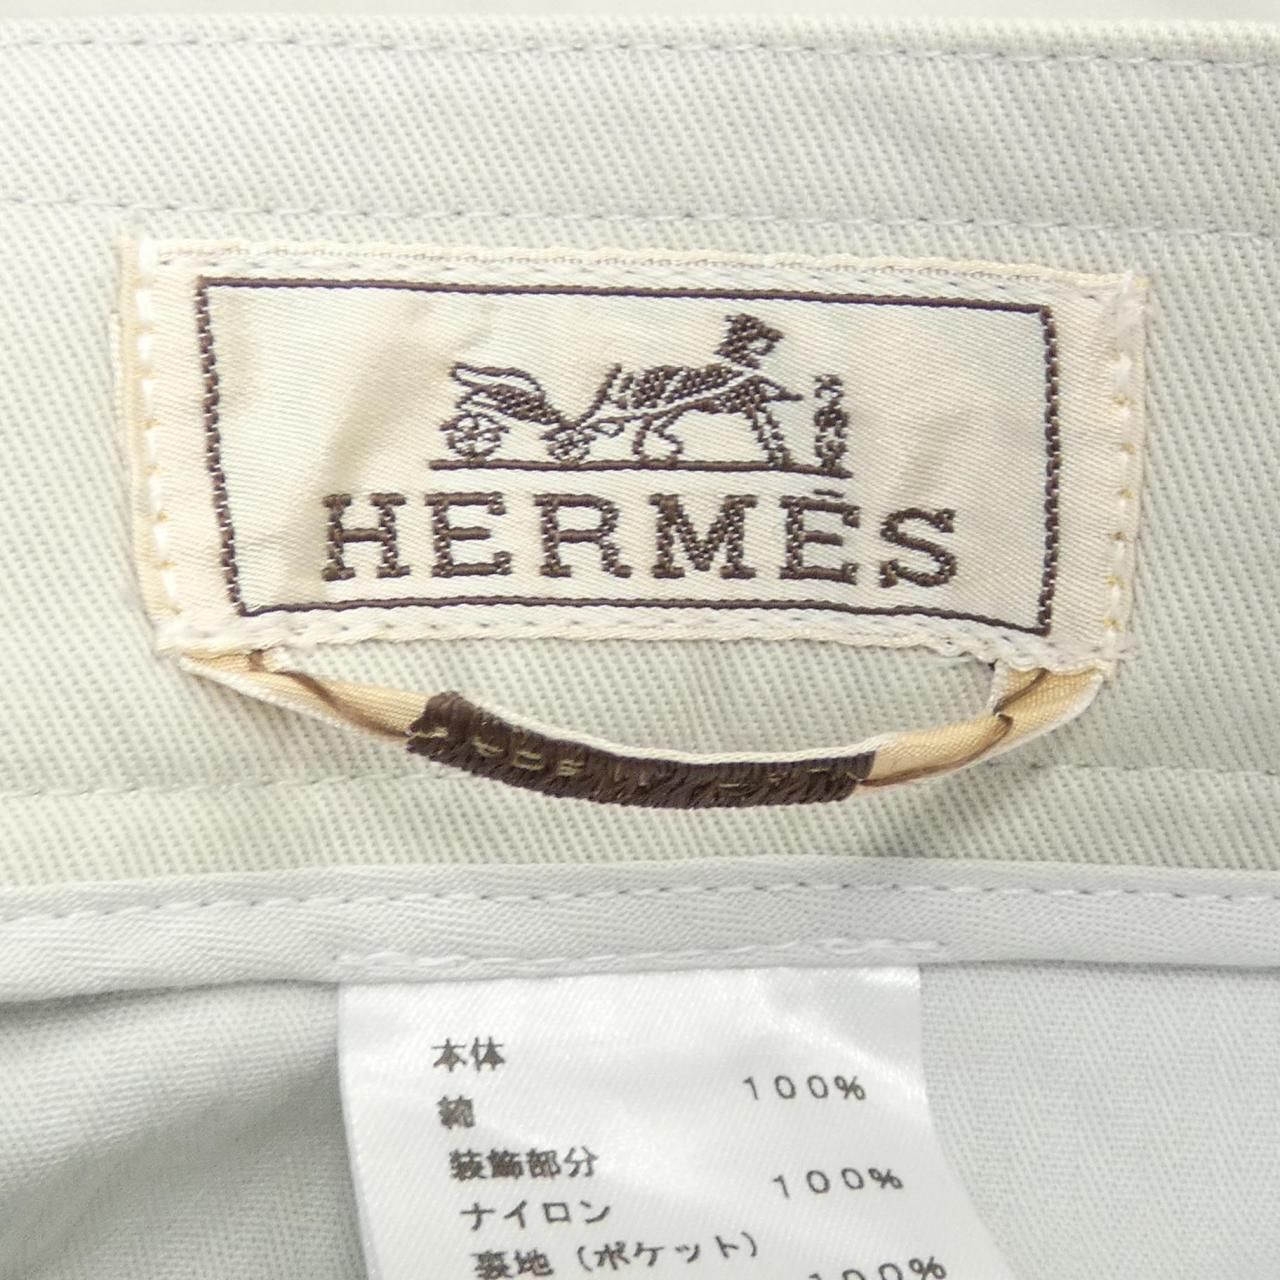 HERMÈS
本体
綿 100%
装飾部分
ナイロン 100%
裏地(ポケット)
100%